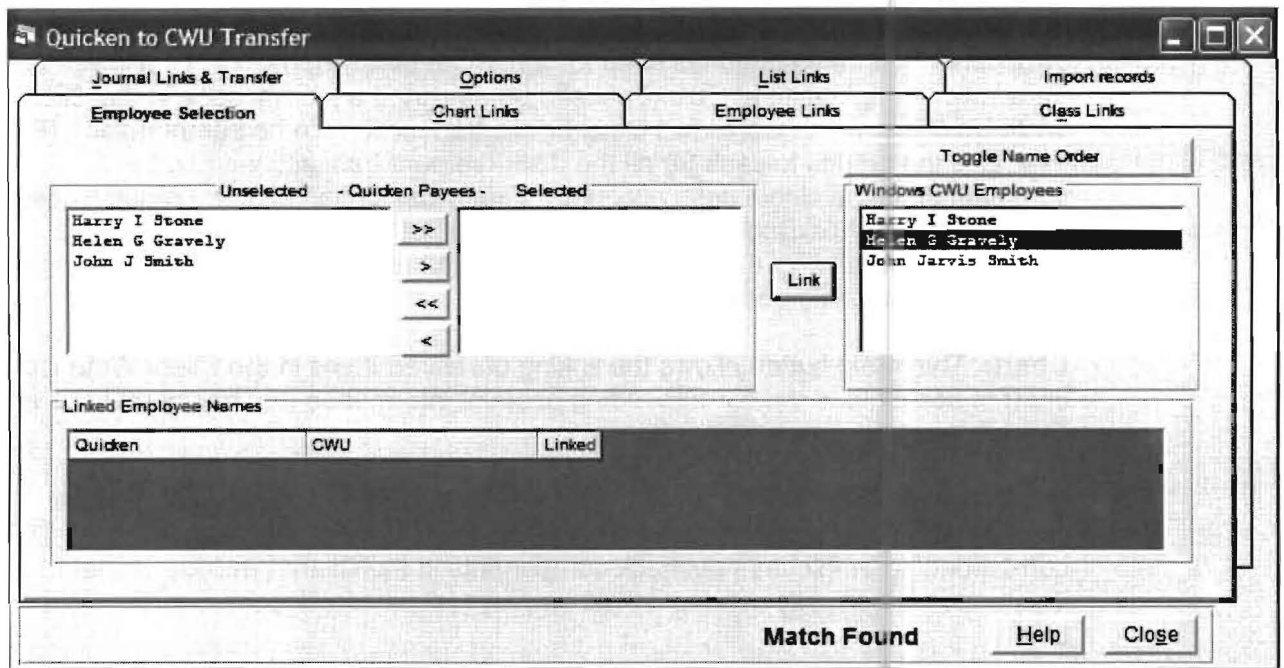 Quicken to CWU Transfer
Journal Links & Transfer Options List Links Import records
Employee Selection Chart Links Employee Links Class Links
Toggle Name Order
Unselected - Quicken Payees - Selected Windows CWU Employees
Harry I Stone >> Harry I Stone
Helen G Gravely Helen G Gravely
John J Smith > Link John Jarvis Smith
<<
<
Linked Employee Names
Quicken CWU Linked
Match Found Help Close